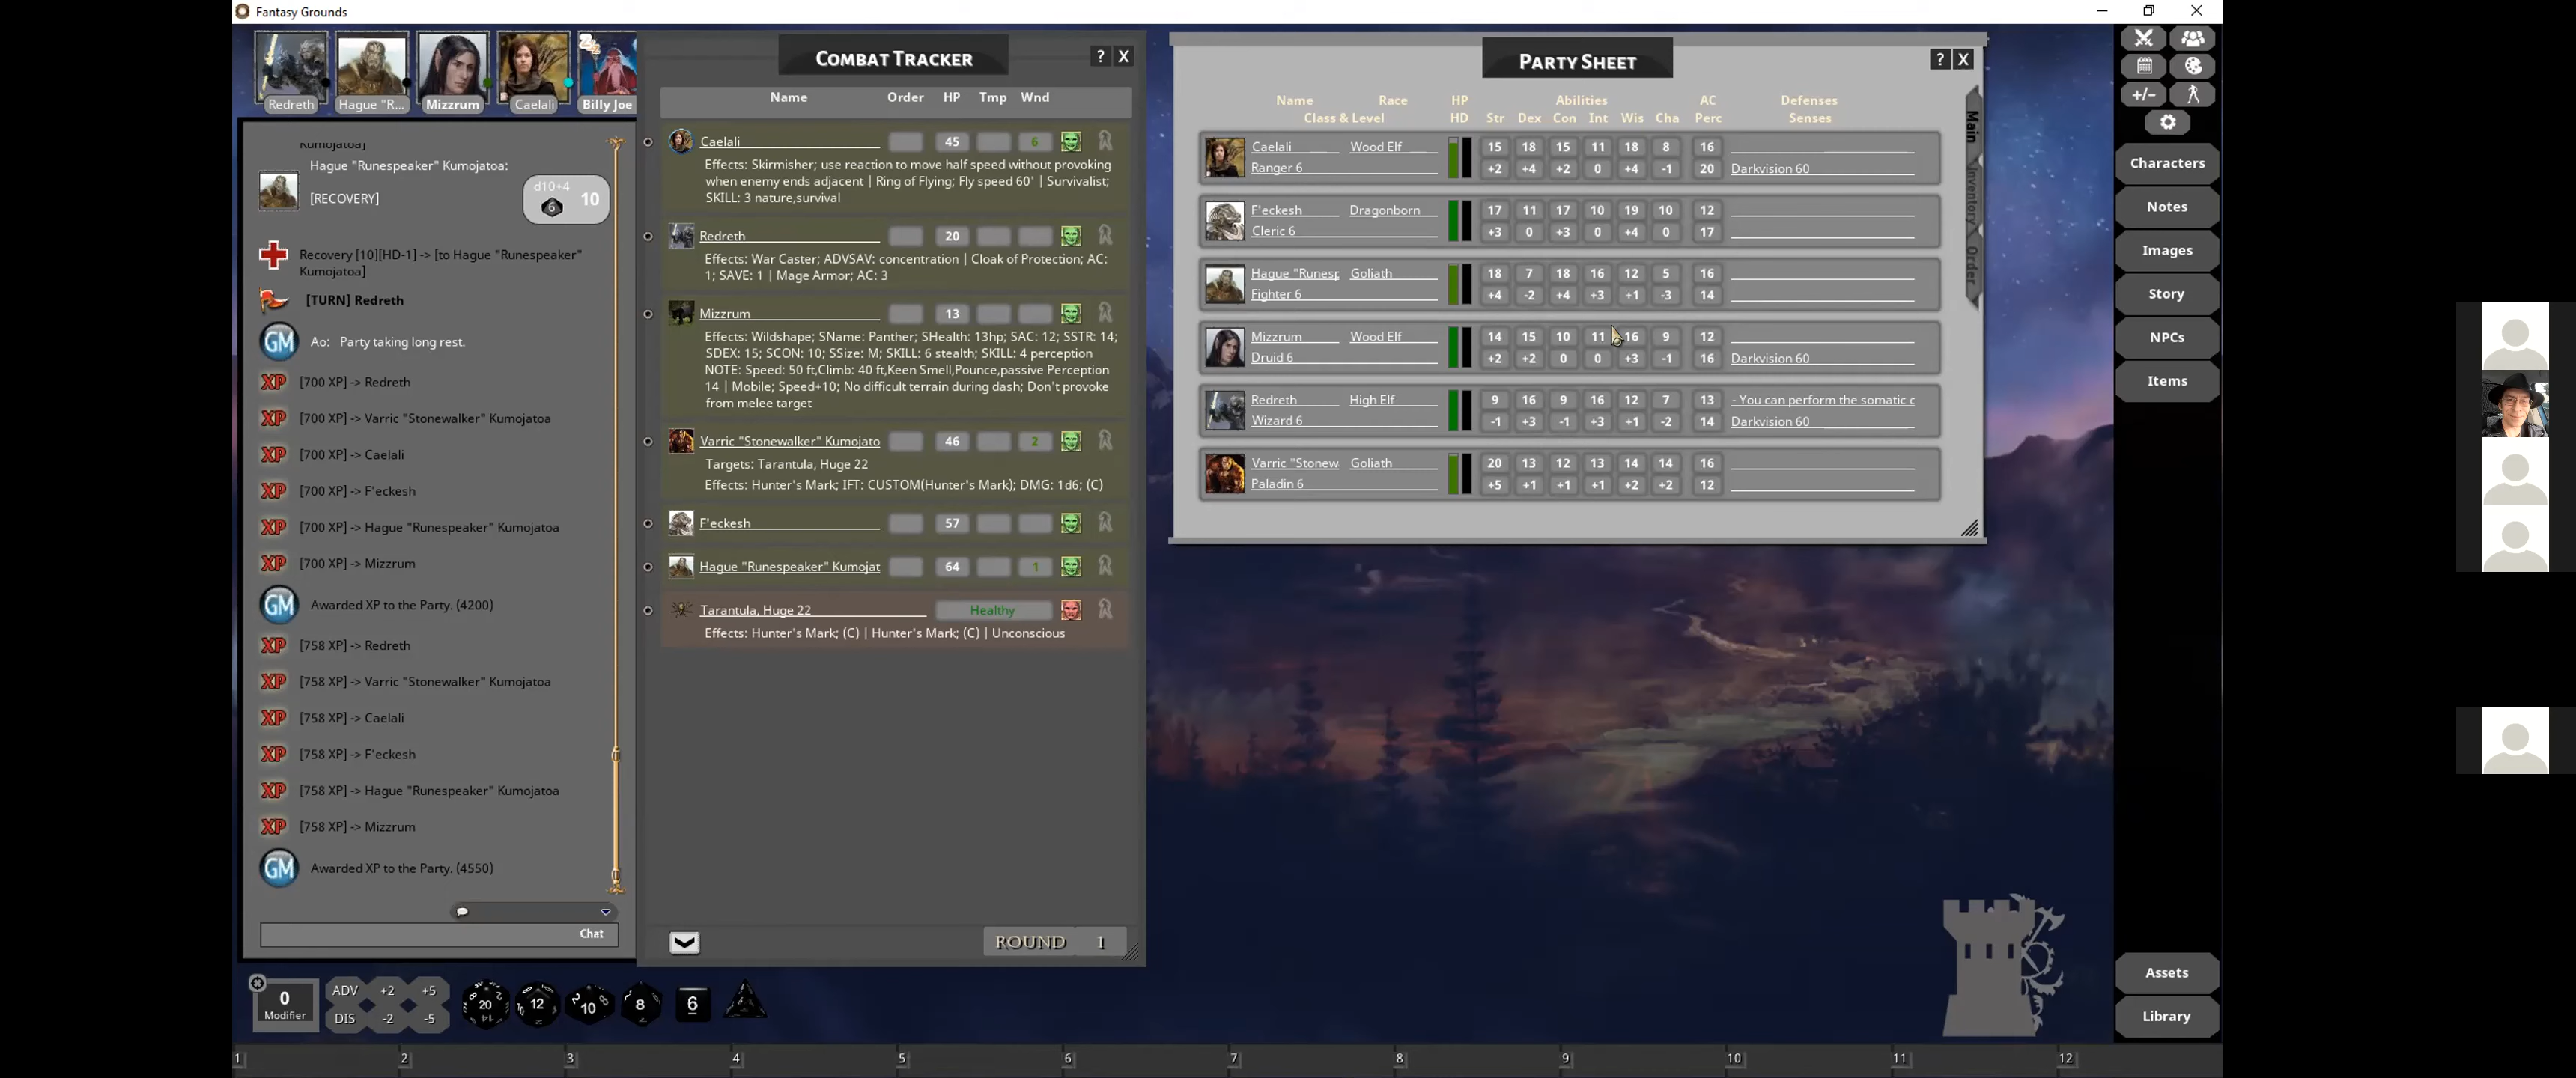 Fantasy Grounds
Redreth
Hague "R...
Mizzrum
Caelali
Billy Joe
Kumojatoa]
Hague "Runespeaker" Kumojatoa:
[RECOVERY]
d10+4
6
10
Recovery [10][HD-1] -> [to Hague "Runespeaker"
Kumojatoa]
[TURN] Redreth
GM
Ao: Party taking long rest.
XP [700 XP] -> Redreth
XP [700 XP] -> Varric "Stonewalker" Kumojatoa
XP [700 XP] -> Caelali
XP [700 XP] -> F'eckesh
XP [700 XP] -> Hague "Runespeaker" Kumojatoa
XP [700 XP] -> Mizzrum
GM Awarded XP to the Party. (4200)
XP [758 XP] -> Redreth
XP [758 XP] -> Varric "Stonewalker" Kumojatoa
XP [758 XP] -> Caelali
XP [758 XP] -> F'eckesh
XP [758 XP] -> Hague "Runespeaker" Kumojatoa
XP [758 XP] -> Mizzrum
GM Awarded XP to the Party. (4550)
Chat
0
Modifier
ADV +2 +5
DIS -2 -5
20 12 10 8 6
Combat Tracker
? X
Name Order HP Tmp Wnd
Caelali 45 6
Effects: Skirmisher; use reaction to move half speed without provoking
when enemy ends adjacent | Ring of Flying; Fly speed 60' | Survivalist;
SKILL: 3 nature,survival
Redreth 20
Effects: War Caster; ADVSAV: concentration | Cloak of Protection; AC:
1; SAVE: 1 | Mage Armor; AC: 3
Mizzrum 13
Effects: Wildshape; SName: Panther; SHealth: 13hp; SAC: 12; SSTR: 14;
SDEX: 15; SCON: 10; SSize: M; SKILL: 6 stealth; SKILL: 4 perception
NOTE: Speed: 50 ft,Climb: 40 ft,Keen Smell,Pounce,passive Perception
14 | Mobile; Speed+10; No difficult terrain during dash; Don't provoke
from melee target
Varric "Stonewalker" Kumojato 46 2
Targets: Tarantula, Huge 22
Effects: Hunter's Mark; IFT: CUSTOM(Hunter's Mark); DMG: 1d6; (C)
F'eckesh 57
Hague "Runespeaker" Kumojat 64 1
Tarantula, Huge 22 Healthy
Effects: Hunter's Mark; (C) | Hunter's Mark; (C) | Unconscious
ROUND 1
Party Sheet
? X
Name Race HP Abilities AC Defenses
Class & Level HD Str Dex Con Int Wis Cha Perc Senses
Caelali Wood Elf 15 18 15 11 18 8 16
Ranger 6 +2 +4 +2 0 +4 -1 20 Darkvision 60
F'eckesh Dragonborn 17 11 17 10 19 10 12
Cleric 6 +3 0 +3 0 +4 0 17
Hague "Runesp Goliath 18 7 18 16 12 5 16
Fighter 6 +4 -2 +4 +3 +1 -3 14
Mizzrum Wood Elf 14 15 10 11 16 9 12
Druid 6 +2 +2 0 0 +3 -1 16 Darkvision 60
Redreth High Elf 9 16 9 16 12 7 13 - You can perform the somatic c
Wizard 6 -1 +3 -1 +3 +1 -2 14 Darkvision 60
Varric "Stonew Goliath 20 13 12 13 14 14 16
Paladin 6 +5 +1 +1 +1 +2 +2 12
Main
Inventory
Order
+/−
Characters
Notes
Images
Story
NPCs
Items
Assets
Library
1 2 3 4 5 6 7 8 9 10 11 12